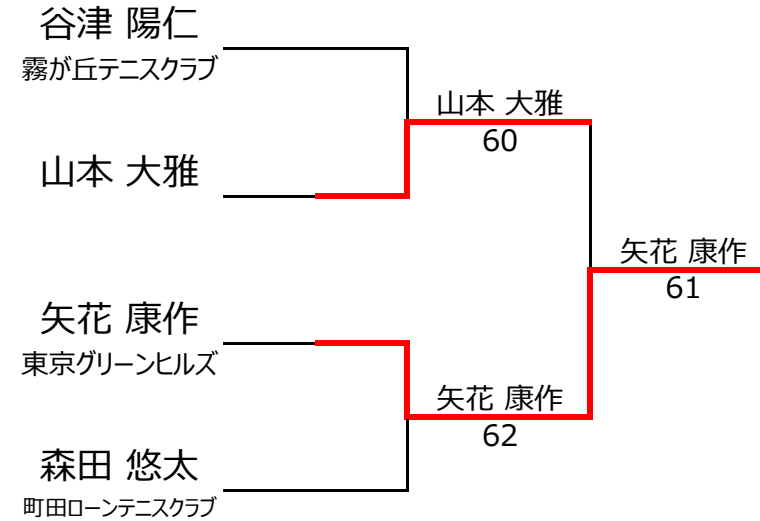 谷津 陽仁
霧が丘テニスクラブ
山本 大雅
矢花 康作
東京グリーンヒルズ
森田 悠太
町田ローンテニスクラブ
山本 大雅
60
矢花 康作
62
矢花 康作
61